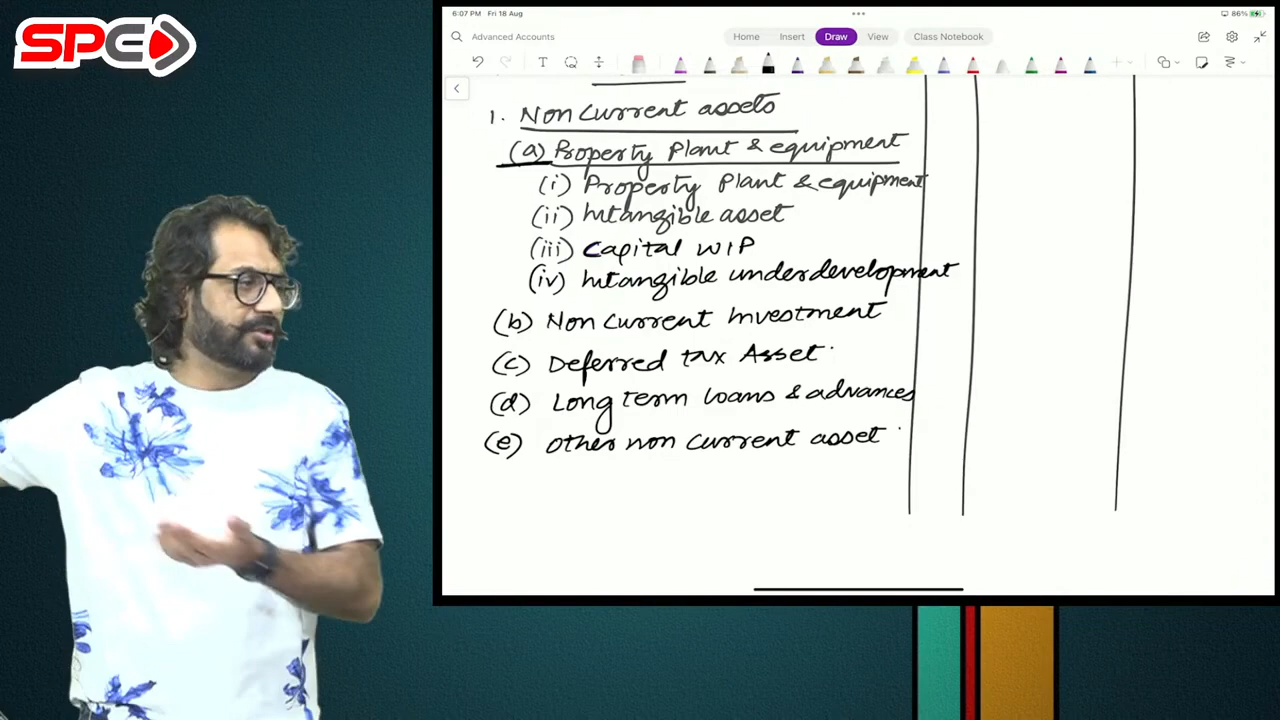 SPE
6:07 PM Fri 18 Aug
86%
Advanced Accounts
Home Insert Draw View Class Notebook
1. Non Current assets
(a) Property Plant & equipment
(i) Property Plant & equipment
(ii) Intangible asset
(iii) Capital WIP
(iv) Intangible underdevelopment
(b) Non Current Investment
(c) Deferred tax Asset
(d) Long term loans & advances
(e) other non current asset